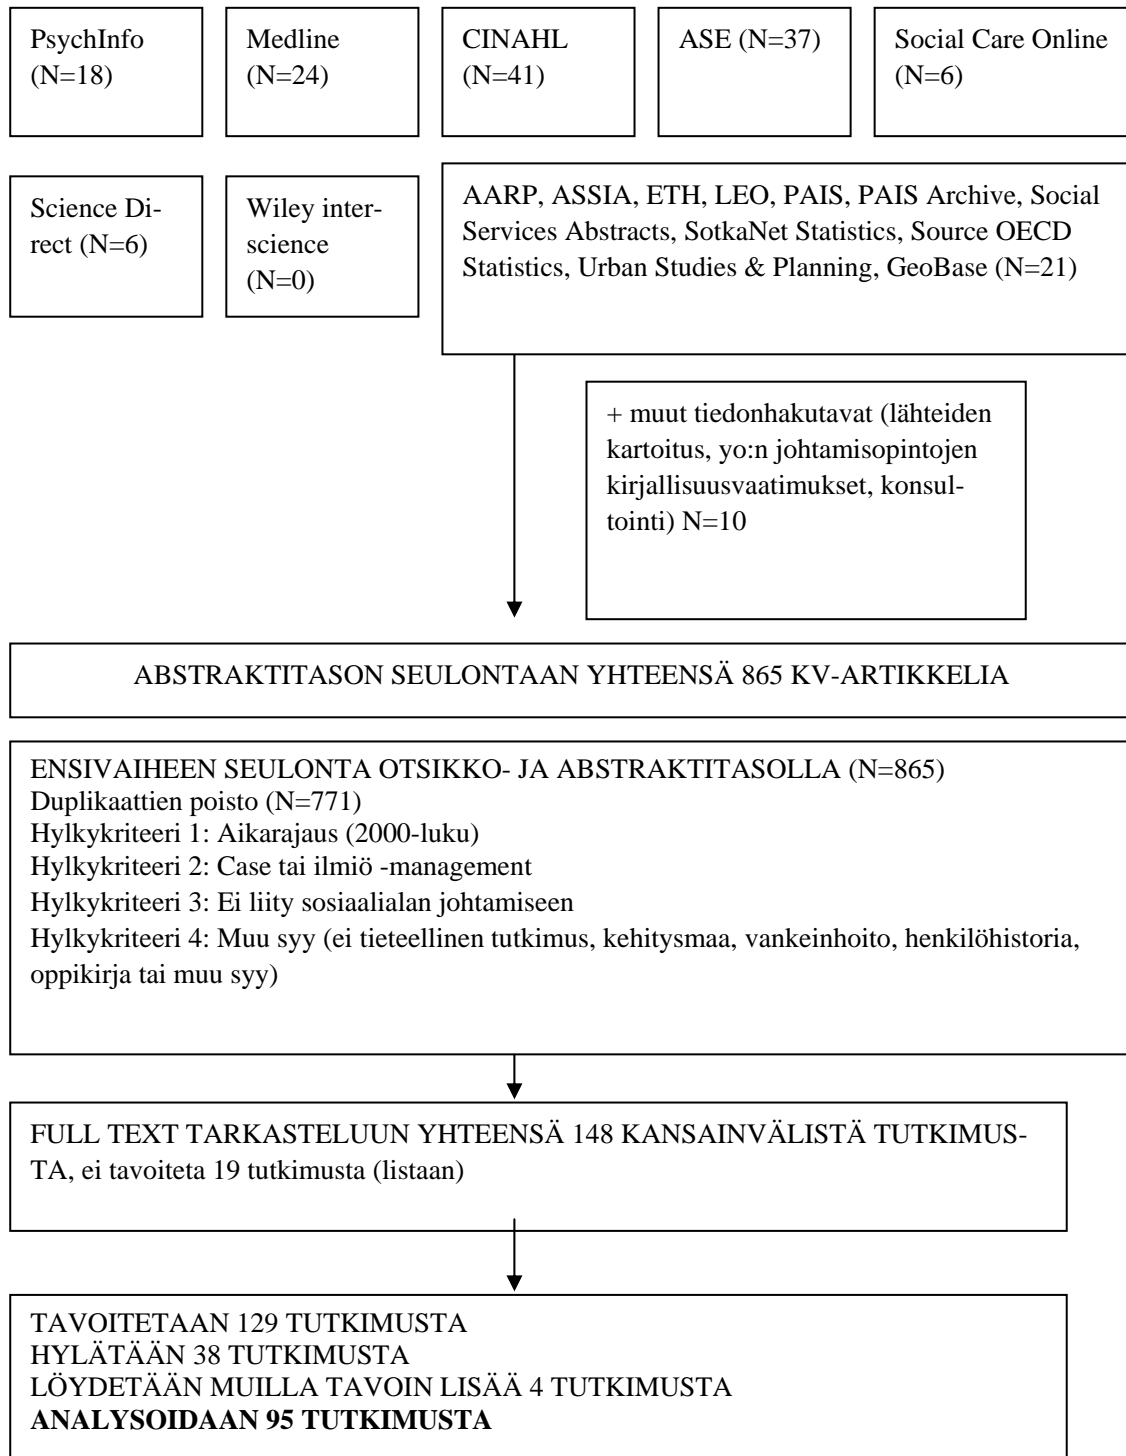 PsychInfo
(N=18)
Medline
(N=24)
CINAHL
(N=41)
ASE (N=37)
Social Care Online
(N=6)
Science Di-
rect (N=6)
Wiley inter-
science
(N=0)
AARP, ASSIA, ETH, LEO, PAIS, PAIS Archive, Social
Services Abstracts, SotkaNet Statistics, Source OECD
Statistics, Urban Studies & Planning, GeoBase (N=21)
+ muut tiedonhakutavat (lähteiden
kartoitus, yo:n johtamisopintojen
kirjallisuusvaatimukset, konsul-
tointi) N=10
ABSTRAKTITASON SEULONTAAN YHTEENSÄ 865 KV-ARTIKKELIA
ENSIVAIHEEN SEULONTA OTSIKKO- JA ABSTRAKTITASOLLA (N=865)
Duplikaattien poisto (N=771)
Hylkykriteeri 1: Aikarajaus (2000-luku)
Hylkykriteeri 2: Case tai ilmiö -management
Hylkykriteeri 3: Ei liity sosiaalialan johtamiseen
Hylkykriteeri 4: Muu syy (ei tieteellinen tutkimus, kehitysmaa, vankeinhoito, henkilöhistoria,
oppikirja tai muu syy)
FULL TEXT TARKASTELUUN YHTEENSÄ 148 KANSAINVÄLISTÄ TUTKIMUS-
TA, ei tavoiteta 19 tutkimusta (listaan)
TAVOITETAAN 129 TUTKIMUSTA
HYLÄTÄÄN 38 TUTKIMUSTA
LÖYDETÄÄN MUILLA TAVOIN LISÄÄ 4 TUTKIMUSTA
ANALYSOIDAAN 95 TUTKIMUSTA